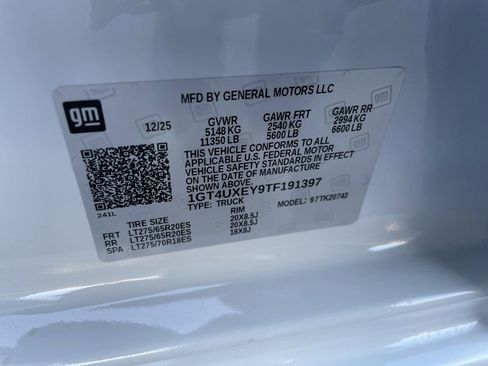 MFD BY GENERAL MOTORS LLC
gm
12/25 GVWR GAWR FRT GAWR RR
5148 KG 2540 KG 2994 KG
11350 LB 5600 LB 6600 LB
THIS VEHICLE CONFORMS TO ALL
APPLICABLE U.S. FEDERAL MOTOR
VEHICLE SAFETY STANDARDS IN EFFECT
ON THE DATE OF MANUFACTURE SHOWN ABOVE
1GT4UXEY9TF191397
241L
TYPE: TRUCK MODEL: 97TK20743
TIRE SIZE RIM
FRT LT275/65R20ES 20X8.5J
RR LT275/65R20ES 20X8.5J
SPA LT275/70R18ES 18X8J